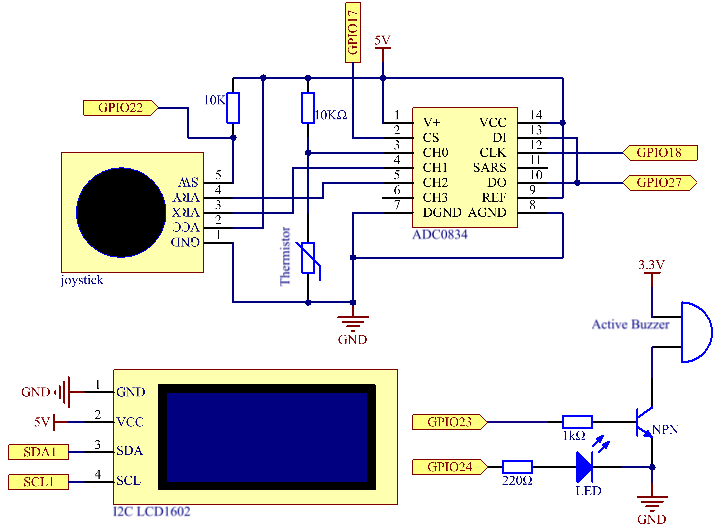 GPIO17
5V
10K
10KΩ
GPIO22
1 V+ VCC 14
2 CS DI 13
3 CH0 CLK 12
4 CH1 SARS 11
5 CH2 DO 10
6 CH3 REF 9
7 DGND AGND 8
ADC0834
GPIO18
GPIO27
SW 5
VRY 4
VRX 3
VCC 2
GND 1
joystick
Thermistor
GND
3.3V
Active Buzzer
GND 1 GND
5V 2 VCC
SDA1 3 SDA
SCL1 4 SCL
I2C LCD1602
GPIO23
1kΩ
NPN
GPIO24
220Ω
LED
GND